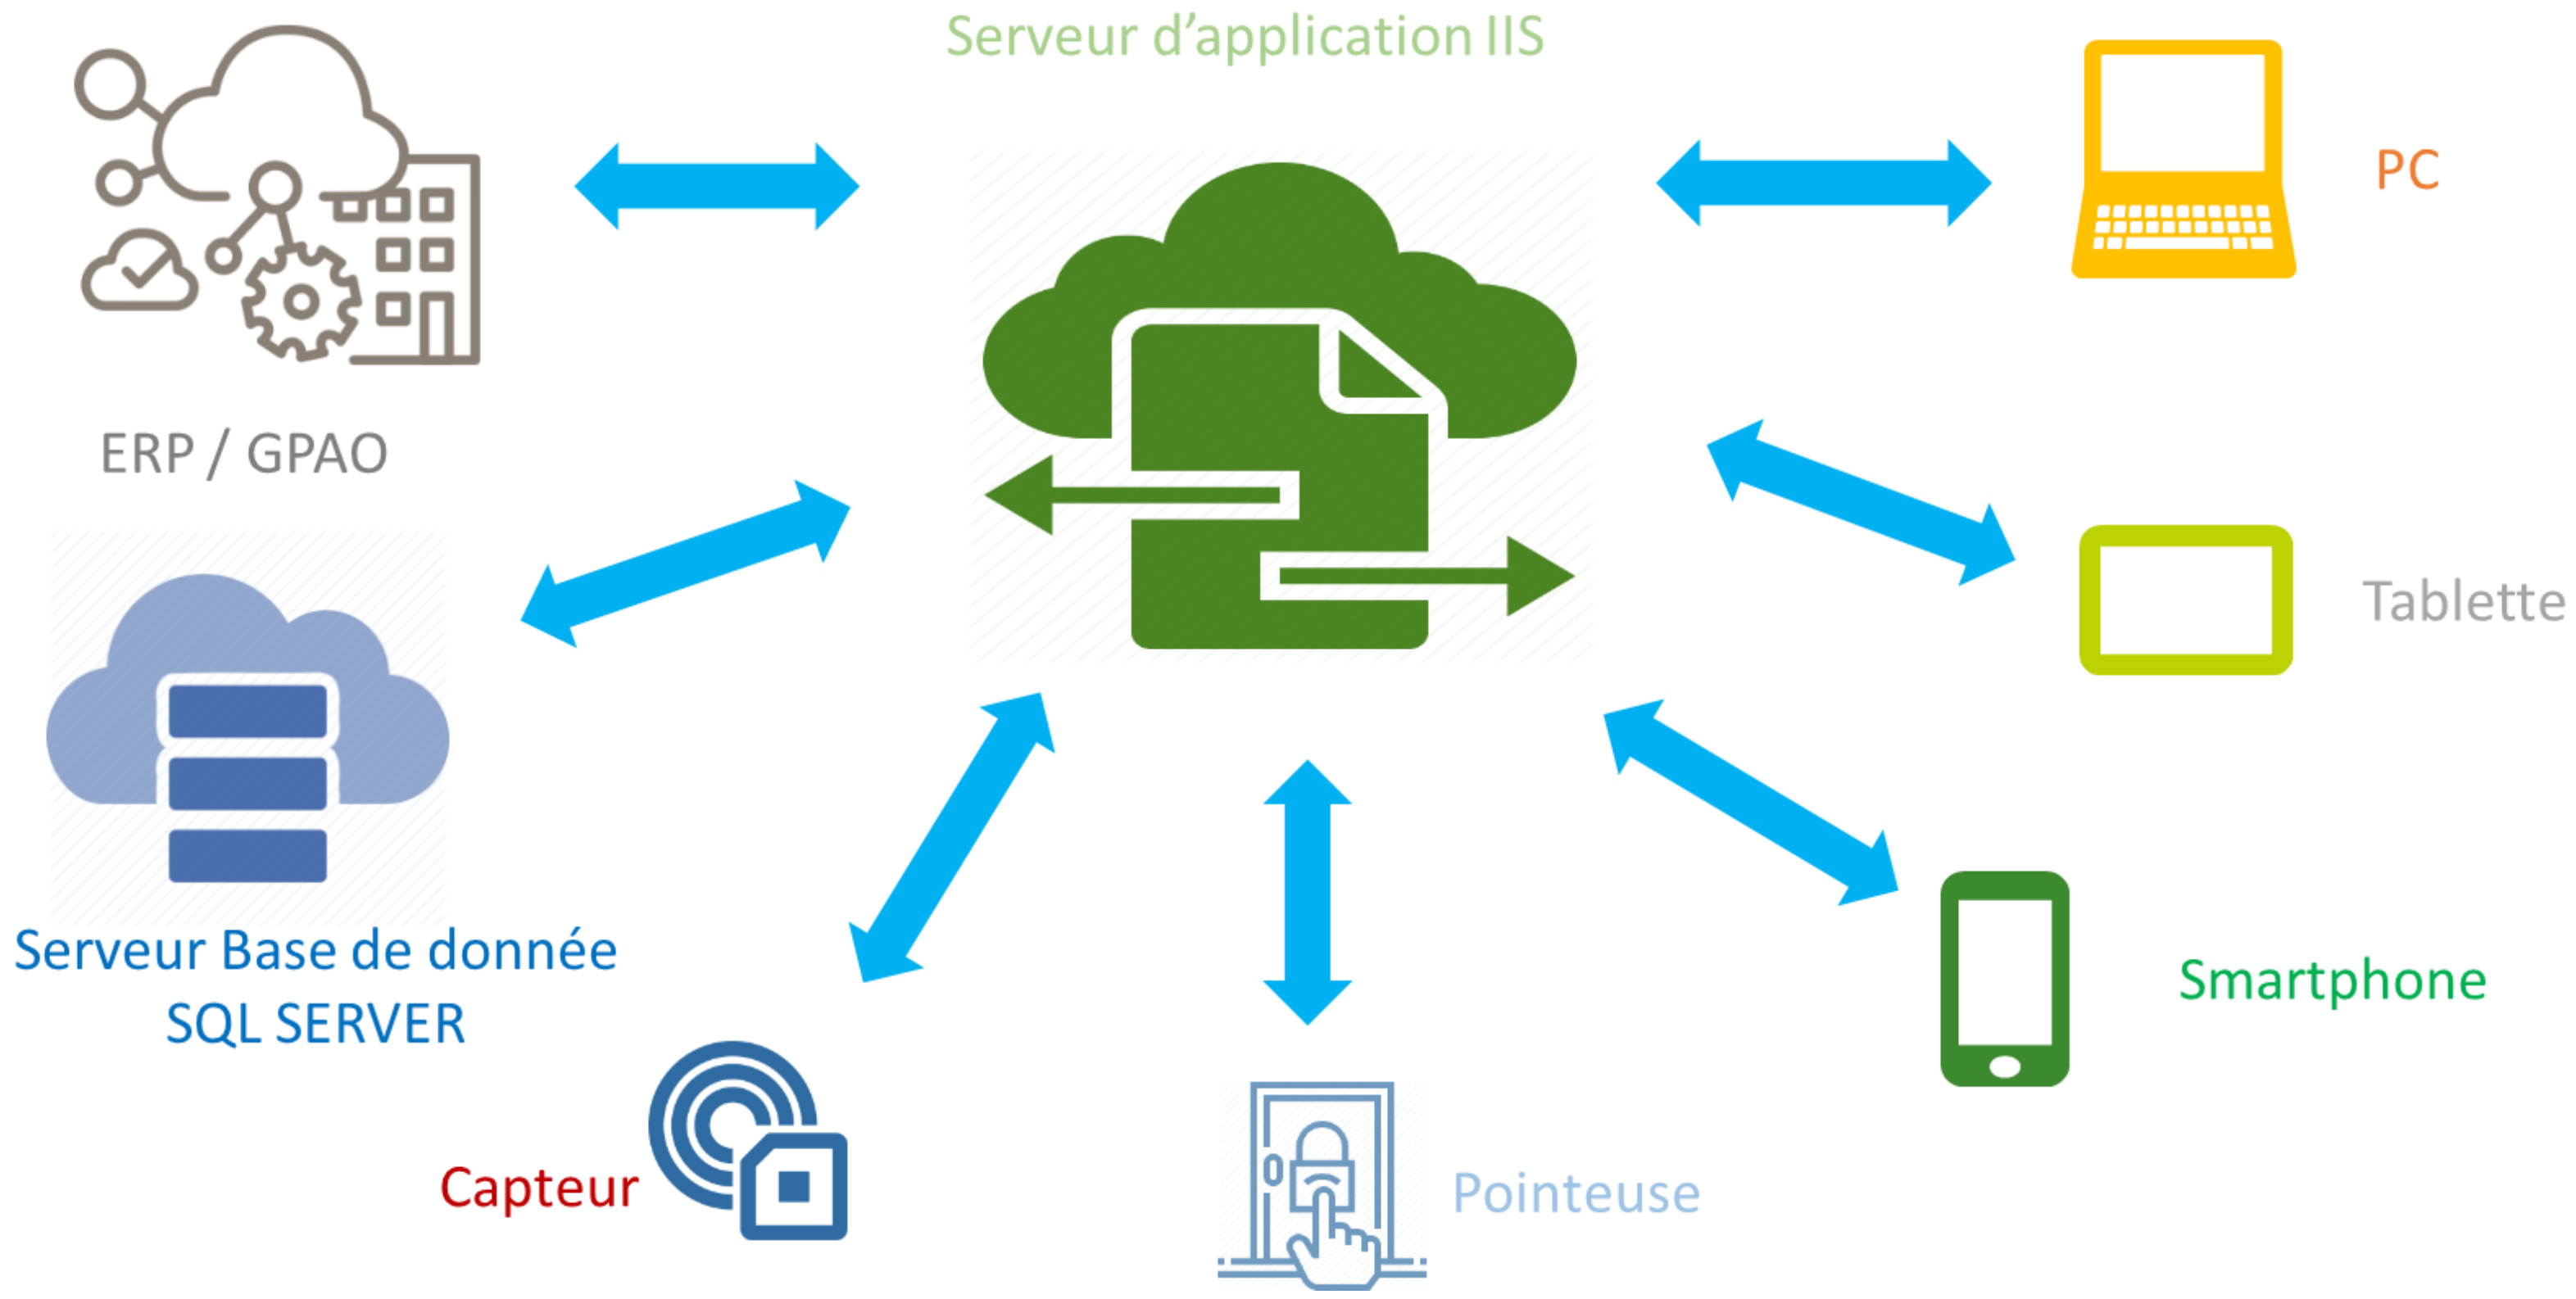 Serveur d’application IIS
PC
ERP / GPAO
Tablette
Serveur Base de donnée
SQL SERVER
Smartphone
Capteur
Pointeuse